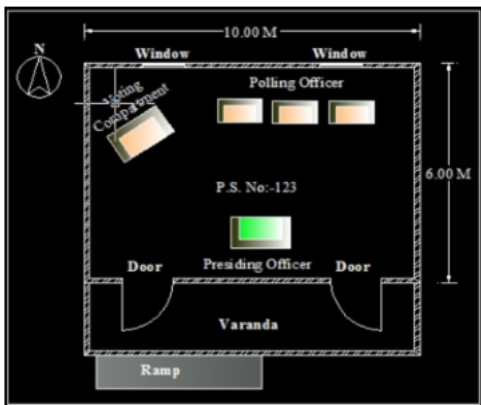 10.00 M
N
Window
Window
Polling Officer
Voting
Compartment
6.00 M
P.S. No:-123
Door
Presiding Officer
Door
Varanda
Ramp